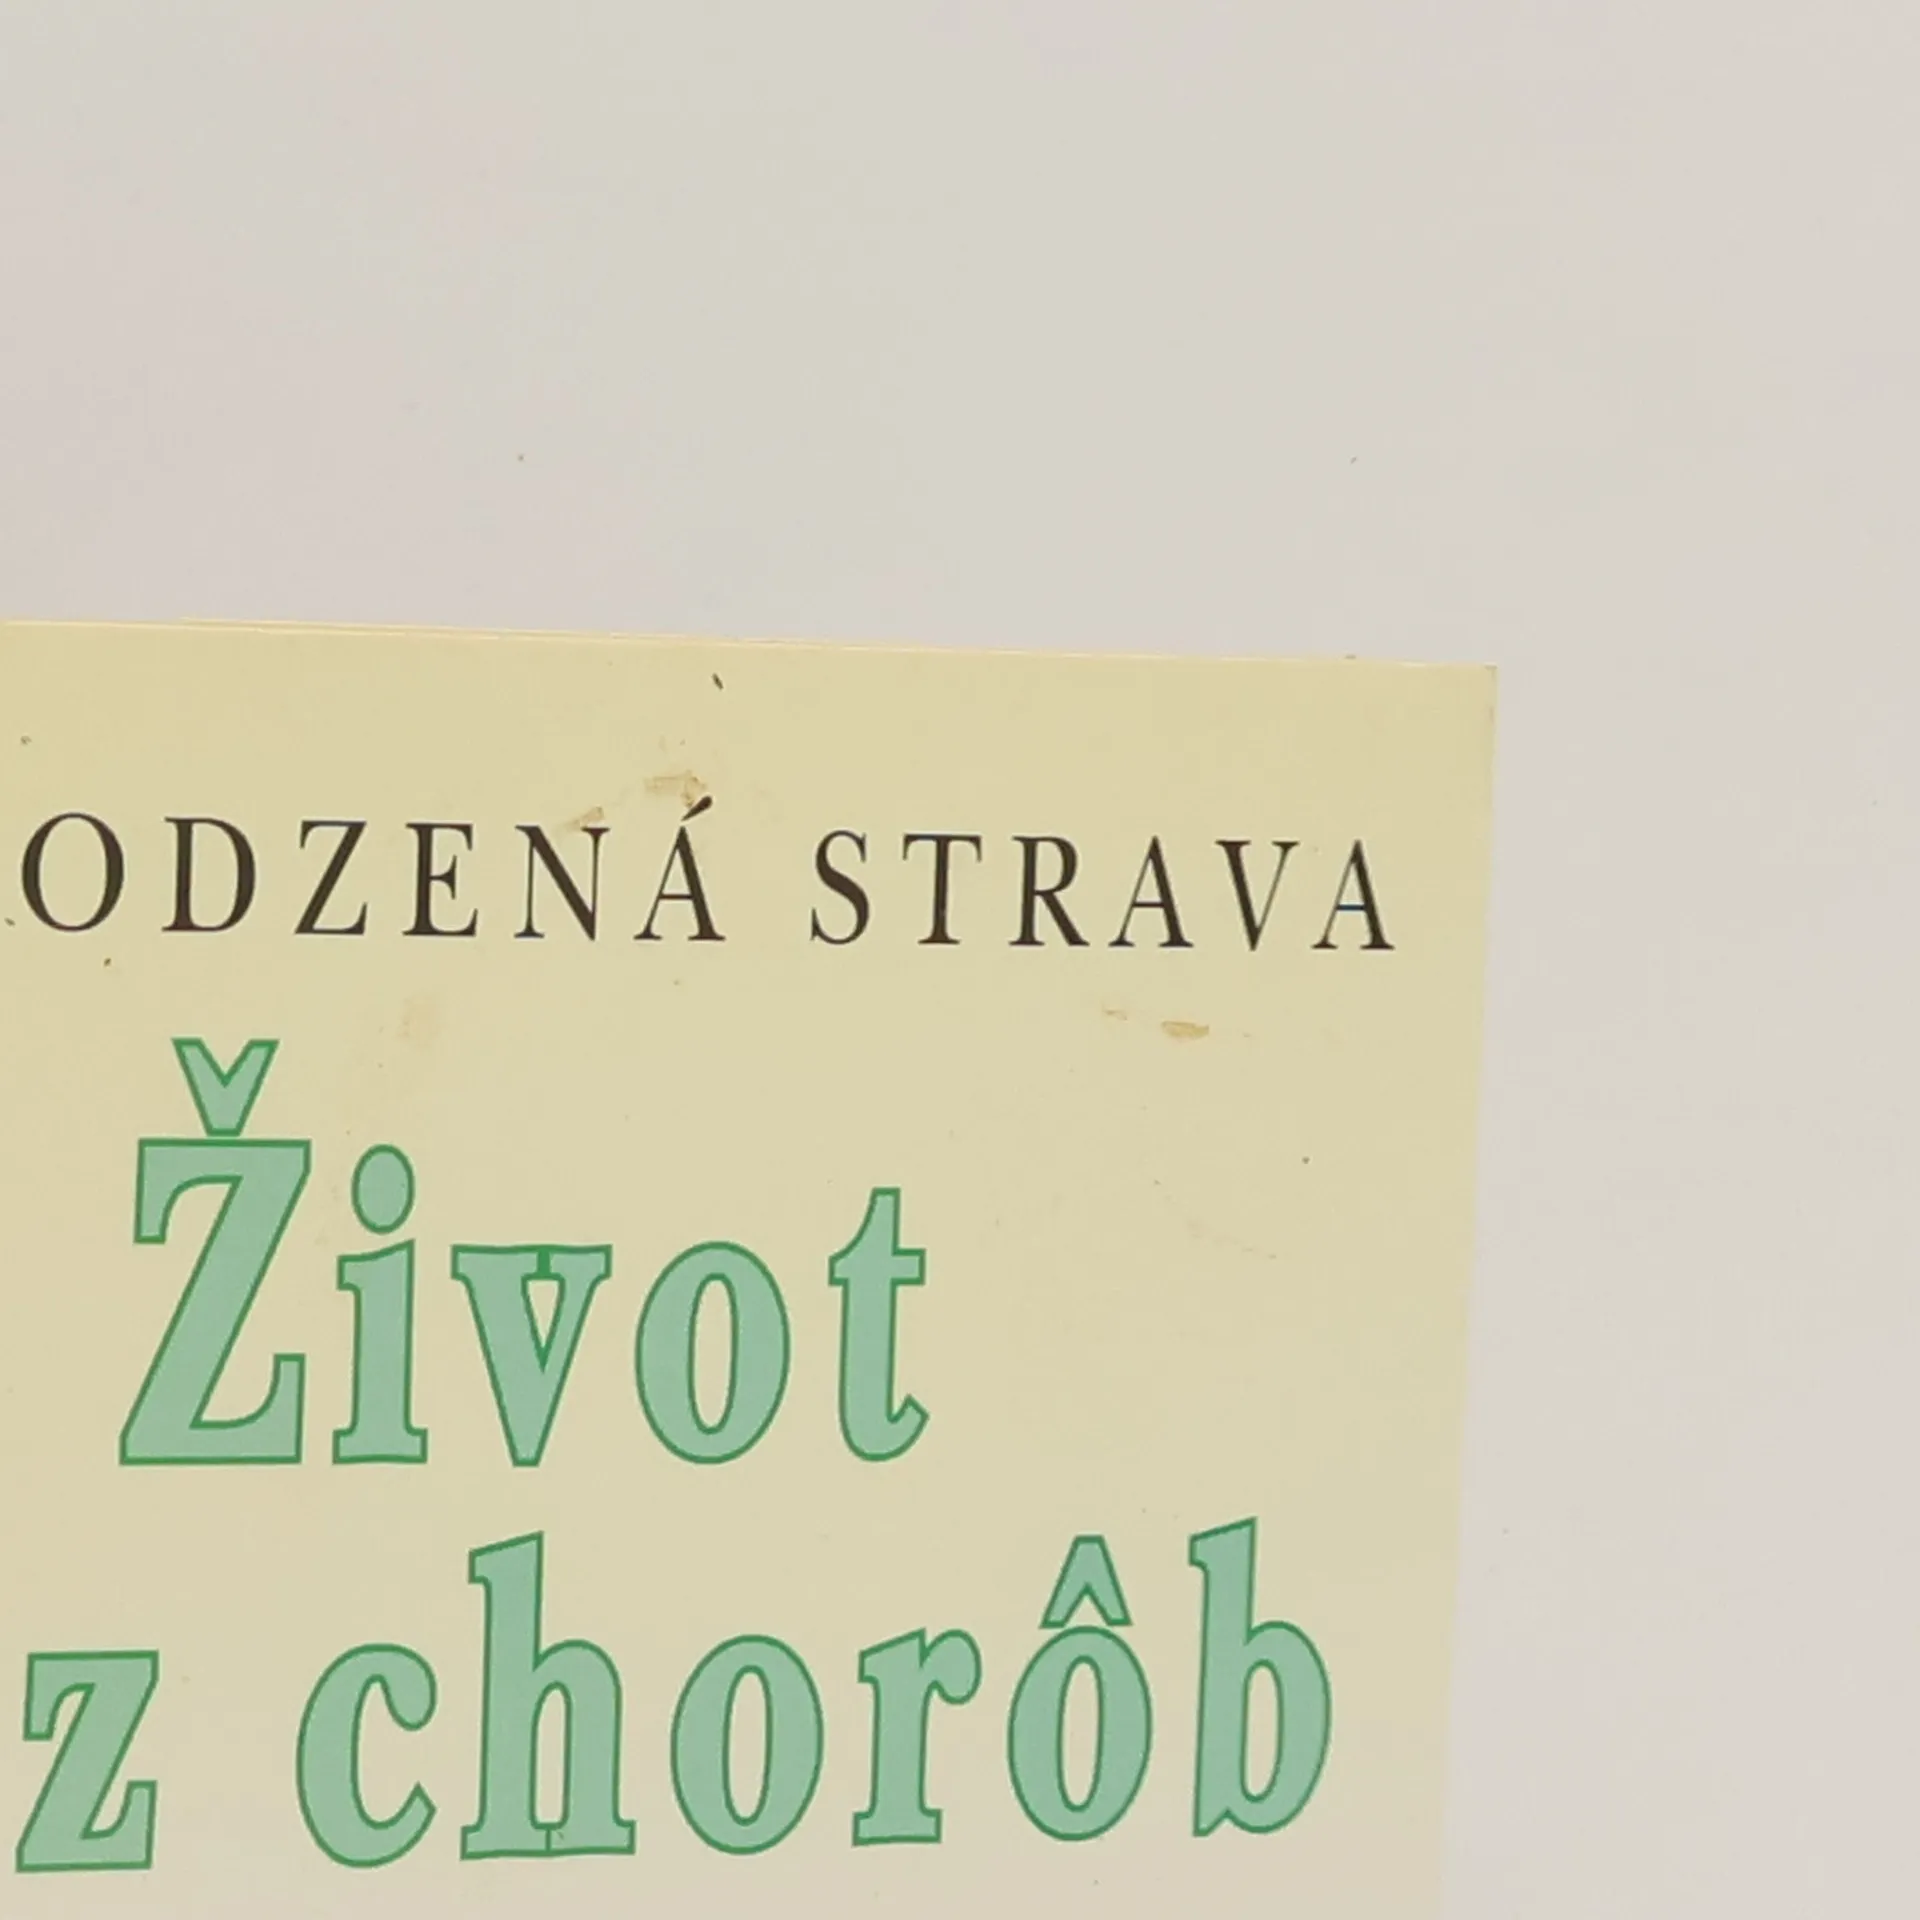 ODZENÁ STRAVA
Život
z chorôb